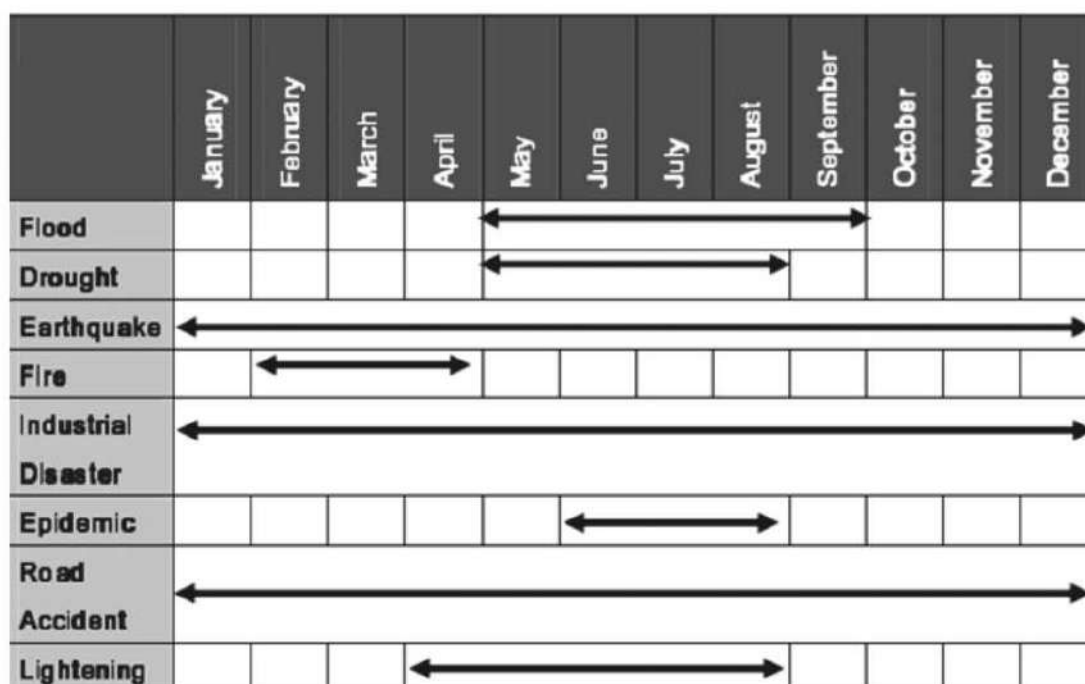 January
February
March
April
May
June
July
August
September
October
November
December
Flood
Drought
Earthquake
Fire
Industrial
Disaster
Epidemic
Road
Accident
Lightening